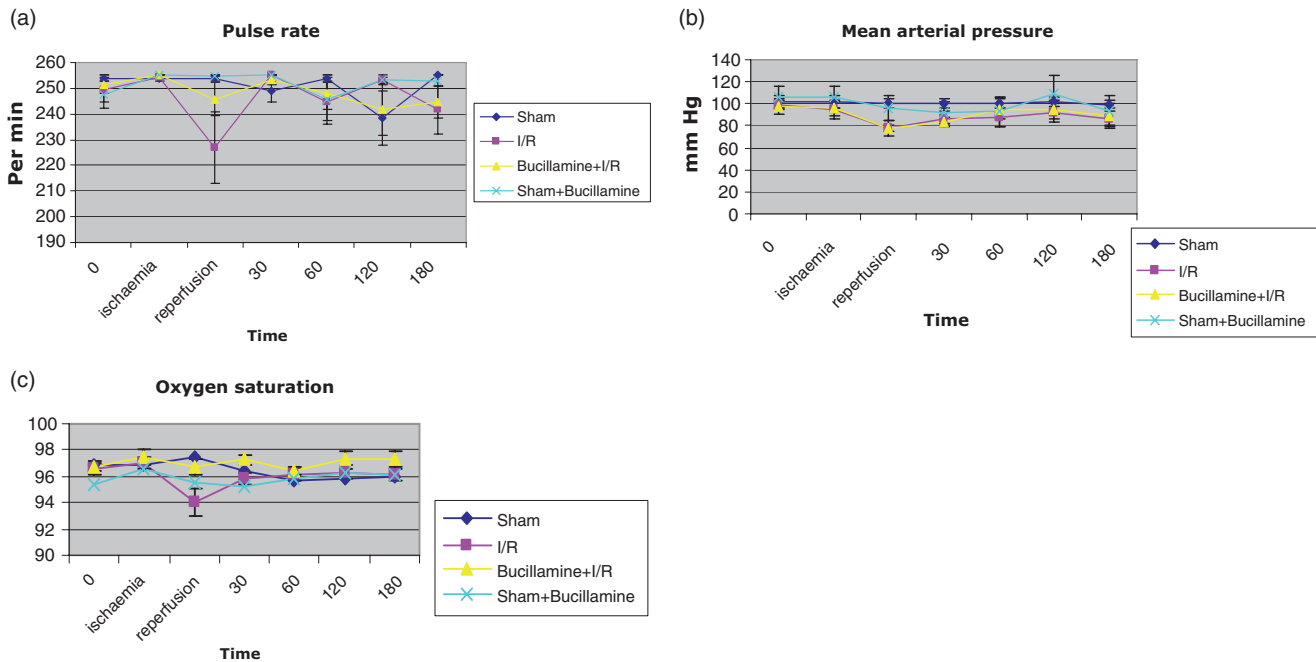 (a)
Pulse rate
Per min
260
250
240
230
220
210
200
190
0
ischaemia
reperfusion
30
60
120
180
Time
Sham
I/R
Bucillamine+I/R
Sham+Bucillamine
(b)
Mean arterial pressure
mm Hg
140
120
100
80
60
40
20
0
0
ischaemia
reperfusion
30
60
120
180
Time
Sham
I/R
Bucillamine+I/R
Sham+Bucillamine
(c)
Oxygen saturation
100
98
96
94
92
90
0
ischaemia
reperfusion
30
60
120
180
Time
Sham
I/R
Bucillamine+I/R
Sham+Bucillamine